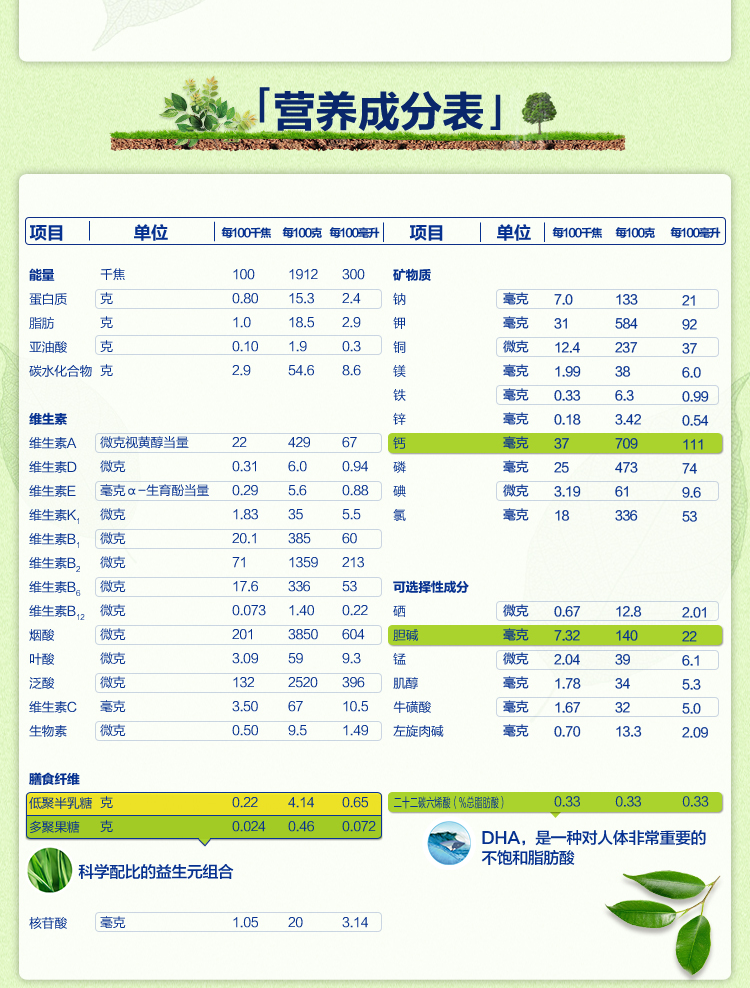 「营养成分表」
项目 单位 每100千焦 每100克 每100毫升
能量 千焦 100 1912 300
蛋白质 克 0.80 15.3 2.4
脂肪 克 1.0 18.5 2.9
亚油酸 克 0.10 1.9 0.3
碳水化合物 克 2.9 54.6 8.6
维生素
维生素A 微克视黄醇当量 22 429 67
维生素D 微克 0.31 6.0 0.94
维生素E 毫克α-生育酚当量 0.29 5.6 0.88
维生素K1 微克 1.83 35 5.5
维生素B1 微克 20.1 385 60
维生素B2 微克 71 1359 213
维生素B6 微克 17.6 336 53
维生素B12 微克 0.073 1.40 0.22
烟酸 微克 201 3850 604
叶酸 微克 3.09 59 9.3
泛酸 微克 132 2520 396
维生素C 毫克 3.50 67 10.5
生物素 微克 0.50 9.5 1.49
膳食纤维
低聚半乳糖 克 0.22 4.14 0.65
多聚果糖 克 0.024 0.46 0.072
科学配比的益生元组合
核苷酸 毫克 1.05 20 3.14
项目 单位 每100千焦 每100克 每100毫升
矿物质
钠 毫克 7.0 133 21
钾 毫克 31 584 92
铜 微克 12.4 237 37
镁 毫克 1.99 38 6.0
铁 毫克 0.33 6.3 0.99
锌 毫克 0.18 3.42 0.54
钙 毫克 37 709 111
磷 毫克 25 473 74
碘 微克 3.19 61 9.6
氯 毫克 18 336 53
可选择性成分
硒 微克 0.67 12.8 2.01
胆碱 毫克 7.32 140 22
锰 微克 2.04 39 6.1
肌醇 毫克 1.78 34 5.3
牛磺酸 毫克 1.67 32 5.0
左旋肉碱 毫克 0.70 13.3 2.09
二十二碳六烯酸（%总脂肪酸） 0.33 0.33 0.33
DHA，是一种对人体非常重要的
不饱和脂肪酸